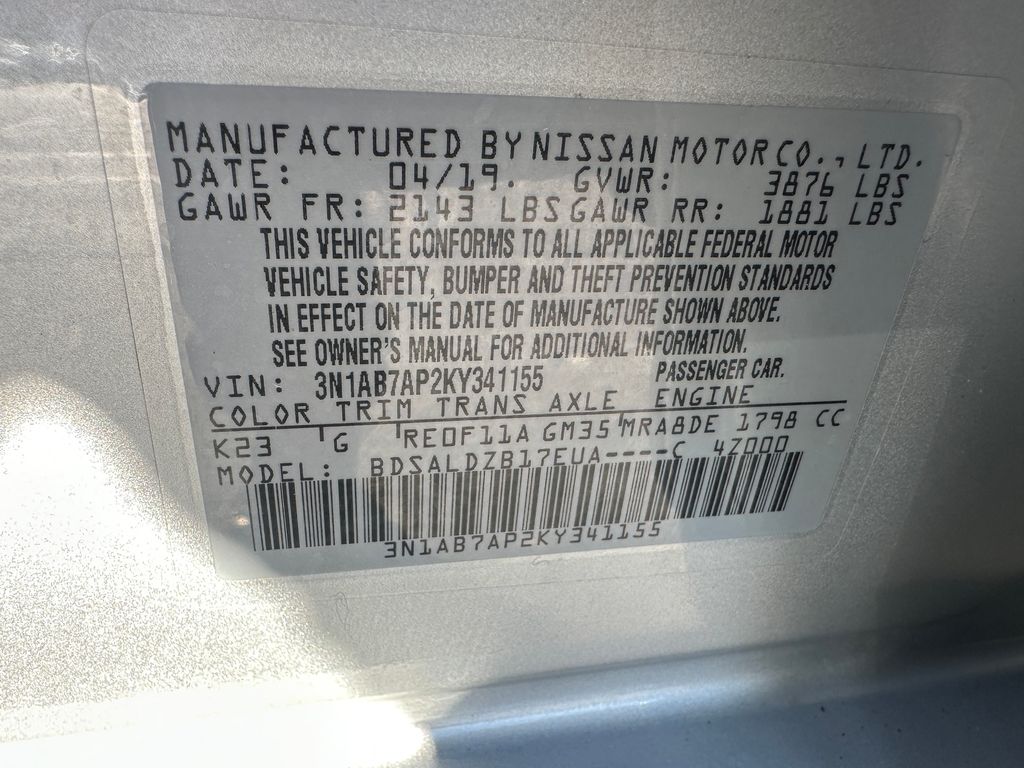 MANUFACTURED BY NISSAN MOTOR CO., LTD.
DATE: 04/19. GVWR: 3876 LBS
GAWR FR: 2143 LBS GAWR RR: 1881 LBS
THIS VEHICLE CONFORMS TO ALL APPLICABLE FEDERAL MOTOR
VEHICLE SAFETY, BUMPER AND THEFT PREVENTION STANDARDS
IN EFFECT ON THE DATE OF MANUFACTURE SHOWN ABOVE.
SEE OWNER'S MANUAL FOR ADDITIONAL INFORMATION.
VIN: 3N1AB7AP2KY341155 PASSENGER CAR.
COLOR TRIM TRANS AXLE ENGINE
K23 G RE0F11A GM35 MRA8DE 1798 CC
MODEL: BDSALDZB17EUA----C 4Z000
3N1AB7AP2KY341155